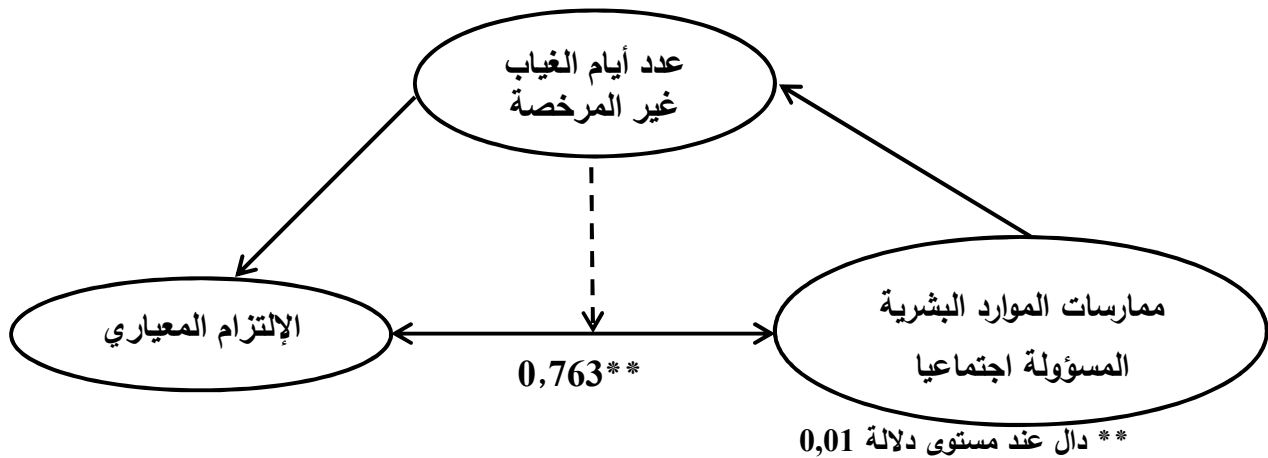 عدد أيام الغياب
غير المرخصة
ممارسات الموارد البشرية
المسؤولة اجتماعيا
الإلتزام المعياري
0,763**
** دال عند مستوى دلالة 0,01